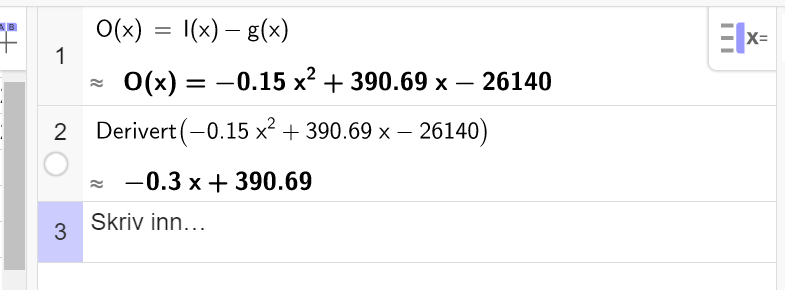 A B
O(x) = I(x) – g(x)
1
≈ O(x) = −0.15 x² + 390.69 x − 26140
x=
2 Derivert(−0.15 x² + 390.69 x − 26140)
≈ −0.3 x + 390.69
3 Skriv inn…